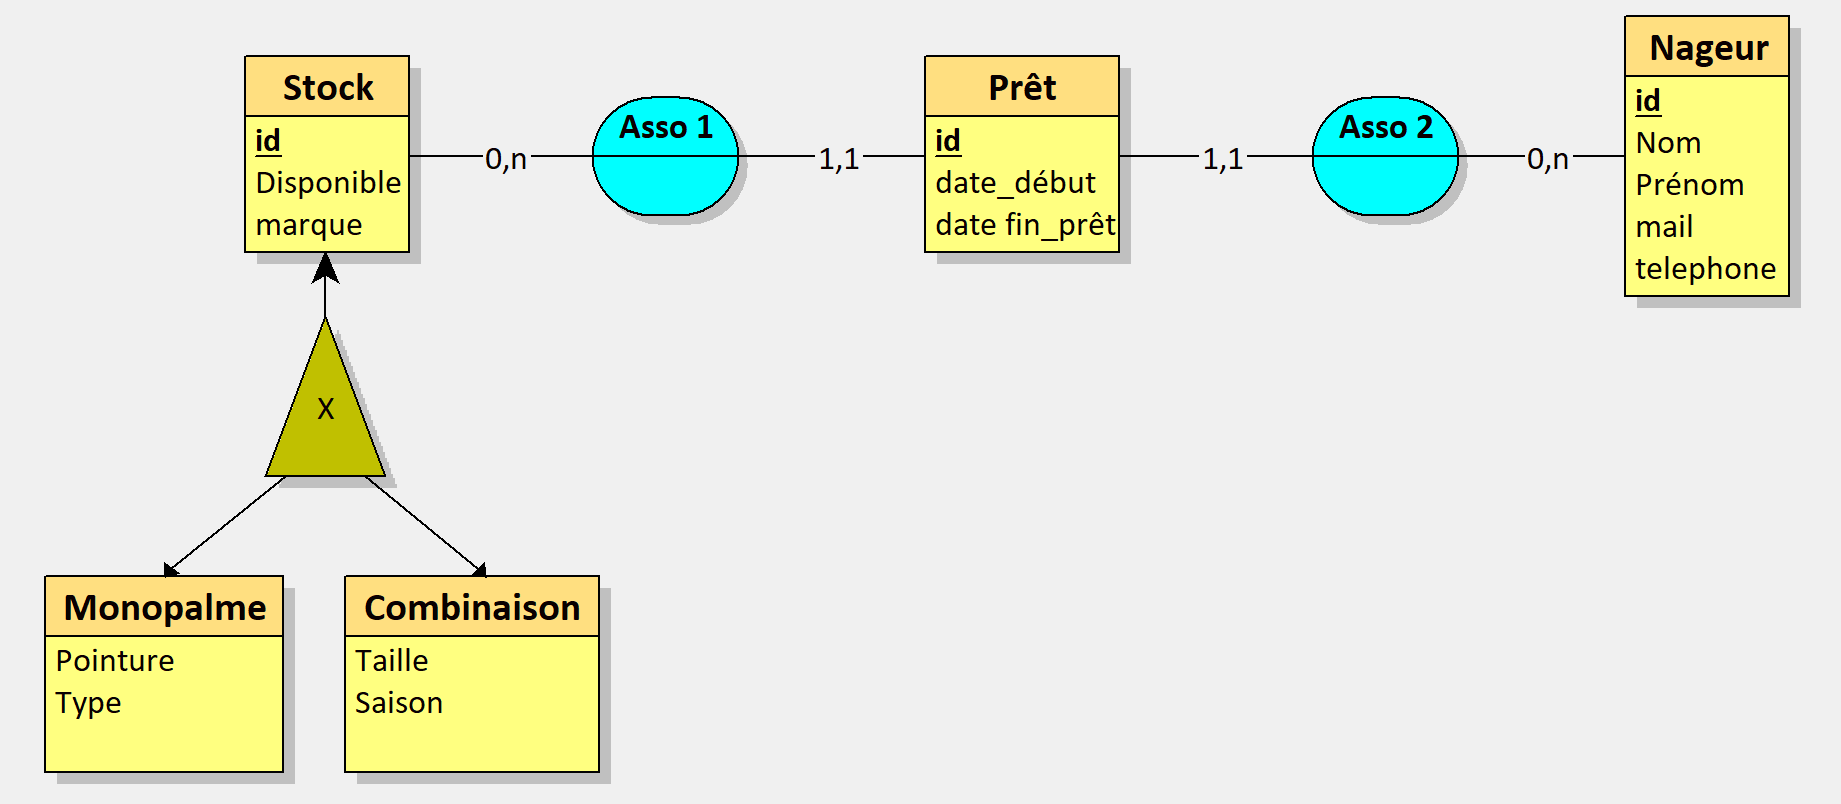 Stock
id
Disponible
marque
0,n
Asso 1
1,1
Prêt
id
date_début
date fin_prêt
1,1
Asso 2
0,n
Nageur
id
Nom
Prénom
mail
telephone
X
Monopalme
Pointure
Type
Combinaison
Taille
Saison